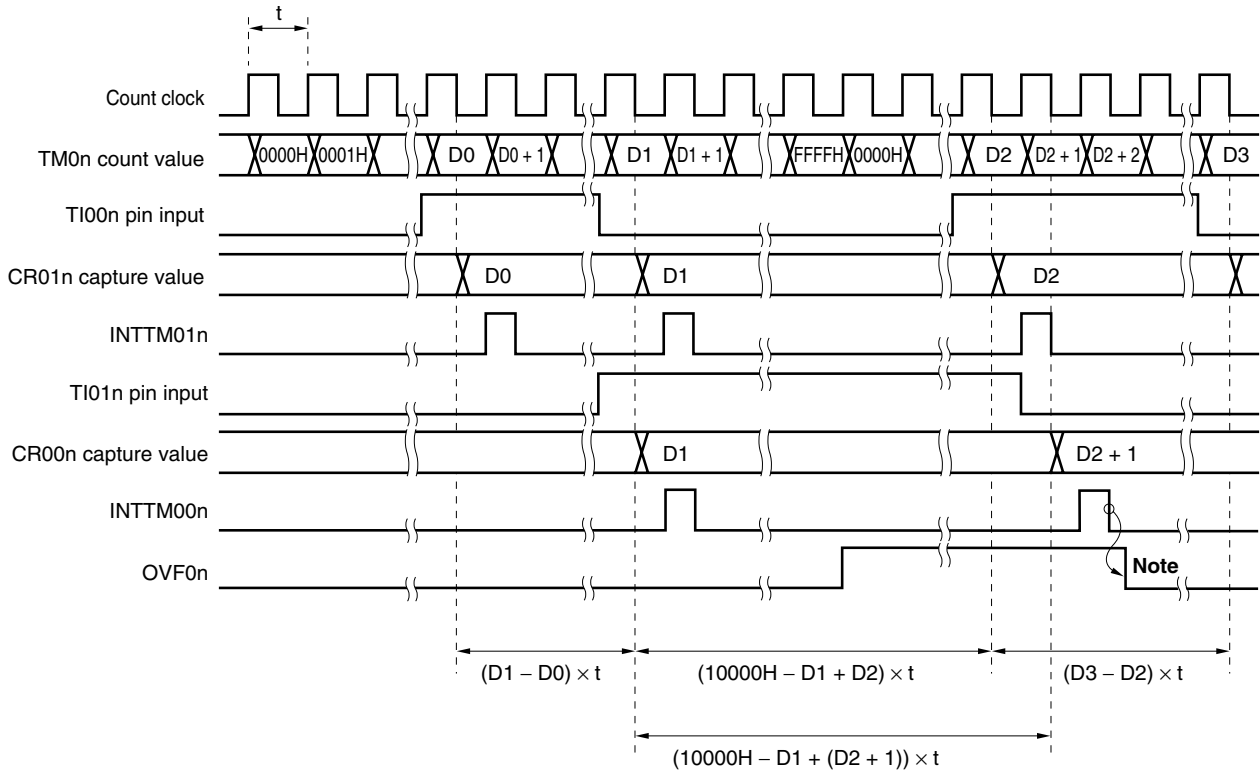 t
Count clock
TM0n count value 0000H 0001H D0 D0 + 1 D1 D1 + 1 FFFFH 0000H D2 D2 + 1 D2 + 2 D3
TI00n pin input
CR01n capture value D0 D1 D2
INTTM01n
TI01n pin input
CR00n capture value D1 D2 + 1
INTTM00n
OVF0n Note
(D1 – D0) × t (10000H – D1 + D2) × t (D3 – D2) × t
(10000H – D1 + (D2 + 1)) × t